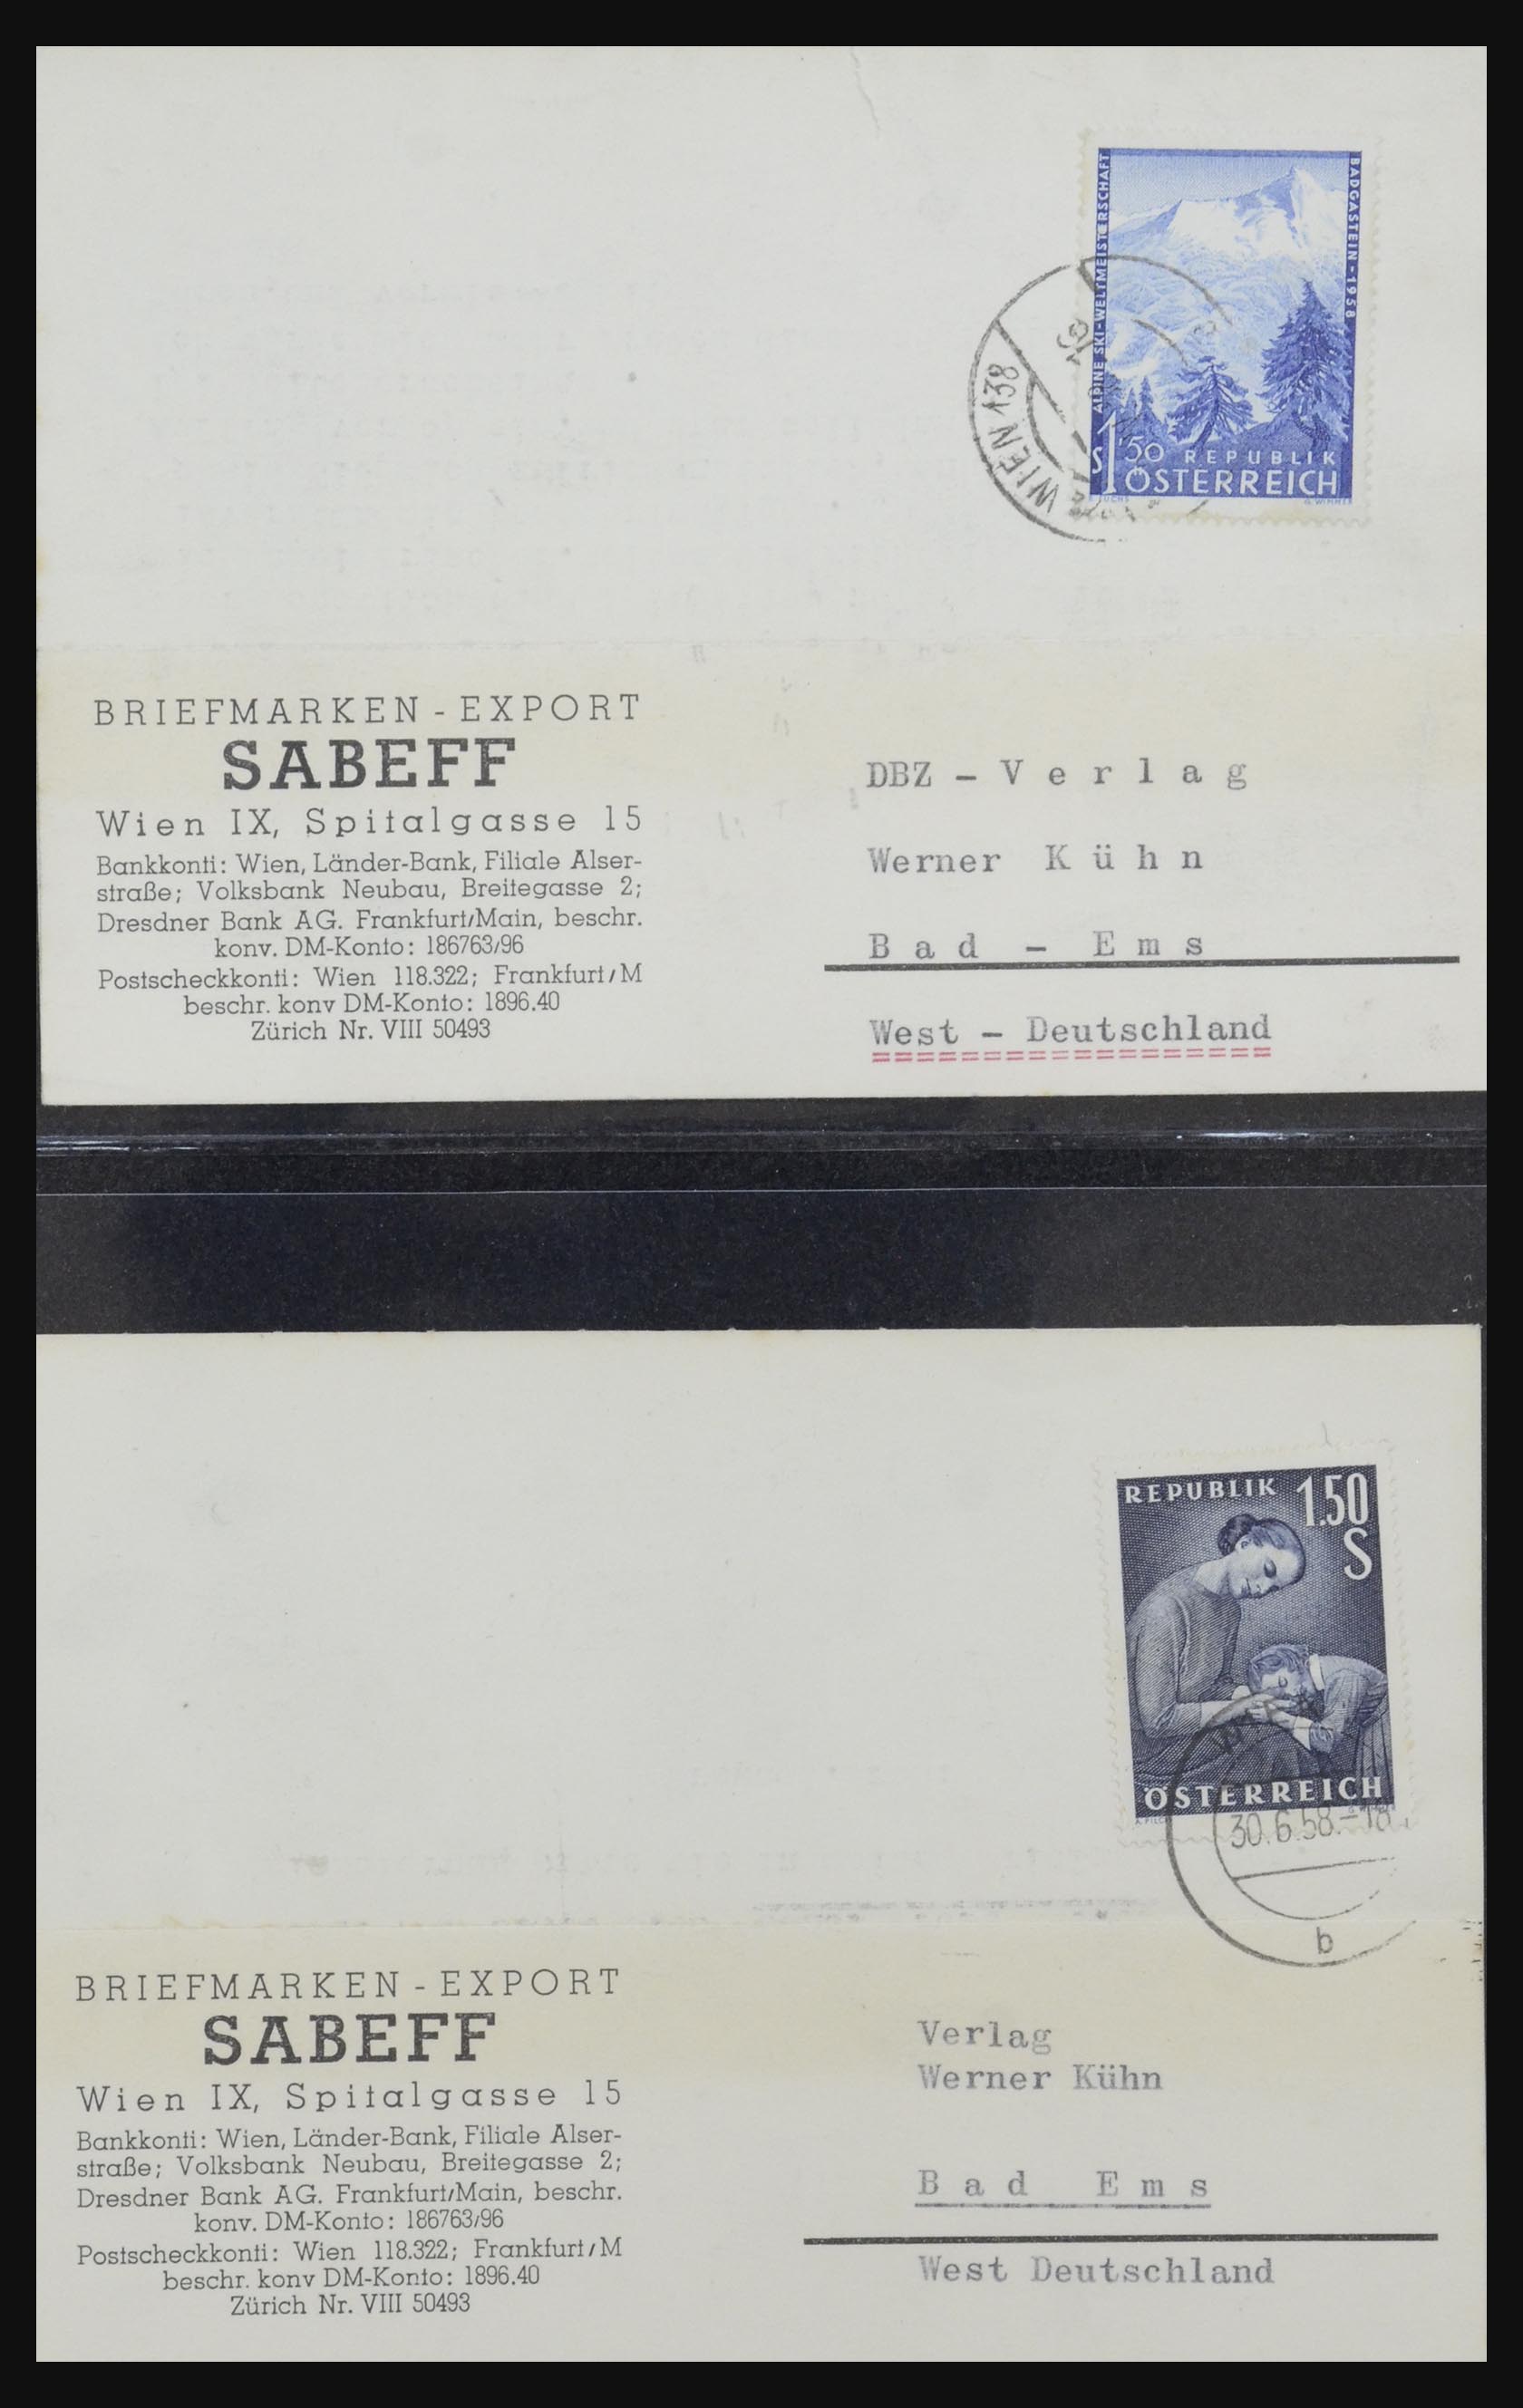 ALPINE SKI-WELTMEISTERSCHAFT
BADGASTEIN-1958
S 1'50 REPUBLIK
ÖSTERREICH
WIEN 138
BRIEFMARKEN - EXPORT
SABEFF
Wien IX, Spitalgasse 15
Bankkonti: Wien, Länder-Bank, Filiale Alser-
straße; Volksbank Neubau, Breitegasse 2;
Dresdner Bank AG. Frankfurt/Main, beschr.
konv. DM-Konto: 186763/96
Postscheckkonti: Wien 118.322; Frankfurt/M
beschr. konv DM-Konto: 1896.40
Zürich Nr. VIII 50493
DBZ - V e r l a g
Werner K ü h n
B a d - E m s
West - Deutschland
REPUBLIK 1.50
S
ÖSTERREICH
30.6.58.-18
b
BRIEFMARKEN - EXPORT
SABEFF
Wien IX, Spitalgasse 15
Bankkonti: Wien, Länder-Bank, Filiale Alser-
straße; Volksbank Neubau, Breitegasse 2;
Dresdner Bank AG. Frankfurt/Main, beschr.
konv. DM-Konto: 186763/96
Postscheckkonti: Wien 118.322; Frankfurt/M
beschr. konv DM-Konto: 1896.40
Zürich Nr. VIII 50493
Verlag
Werner Kühn
B a d E m s
West Deutschland